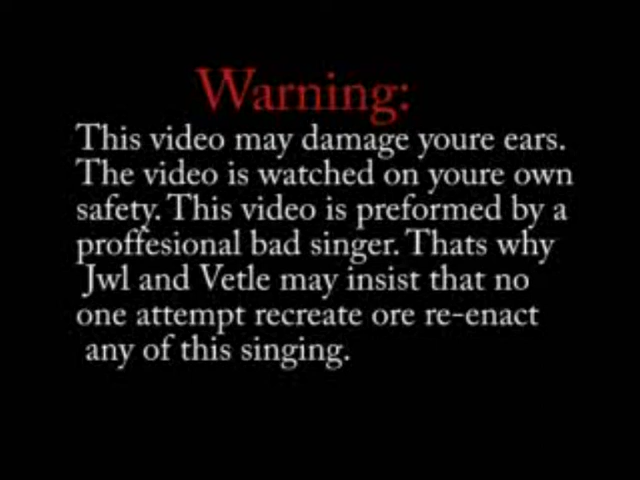 Warning:
This video may damage youre ears.
The video is watched on youre own
safety. This video is preformed by a
proffesional bad singer. Thats why
Jwl and Vetle may insist that no
one attempt recreate ore re-enact
any of this singing.